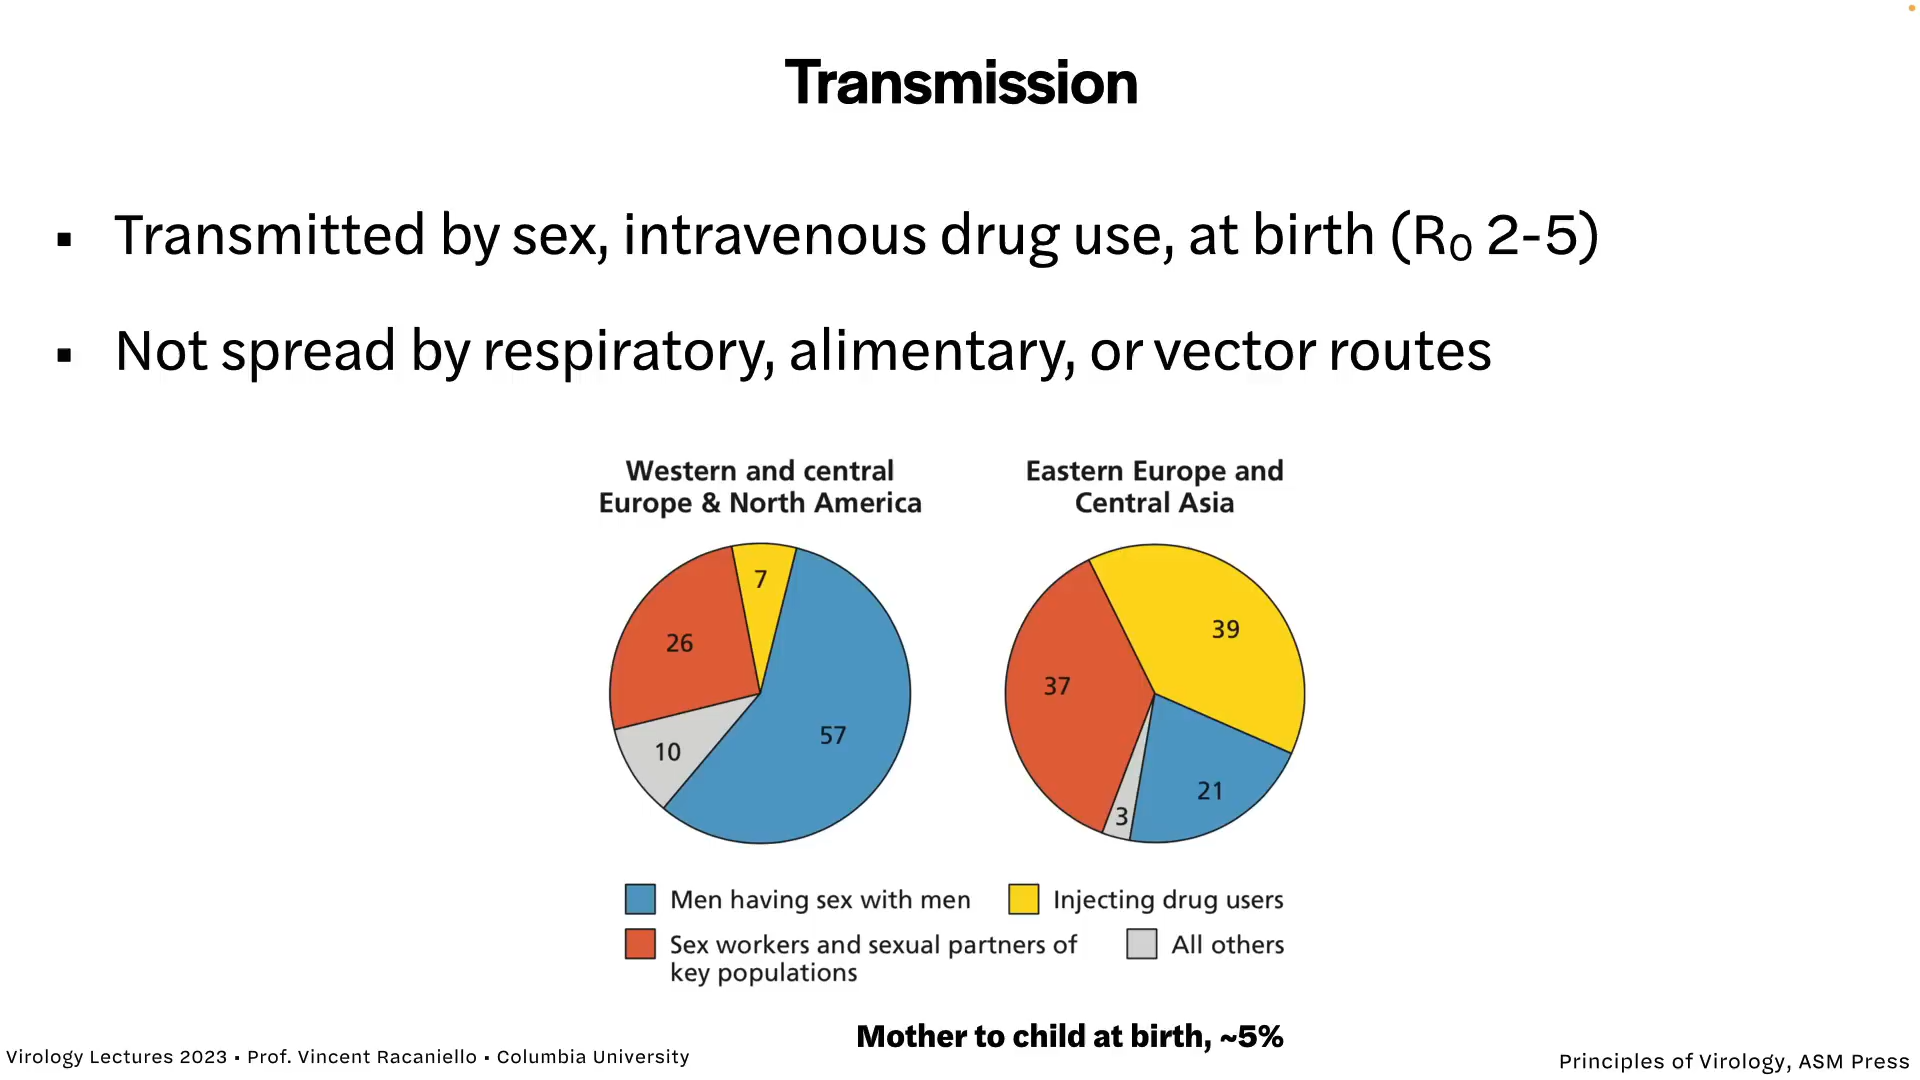 Transmission
▪ Transmitted by sex, intravenous drug use, at birth (R₀ 2-5)
▪ Not spread by respiratory, alimentary, or vector routes
Western and central
Europe & North America
7
26
57
10
Eastern Europe and
Central Asia
39
37
21
3
Men having sex with men
Injecting drug users
Sex workers and sexual partners of
key populations
All others
Mother to child at birth, ~5%
Virology Lectures 2023 • Prof. Vincent Racaniello • Columbia University
Principles of Virology, ASM Press